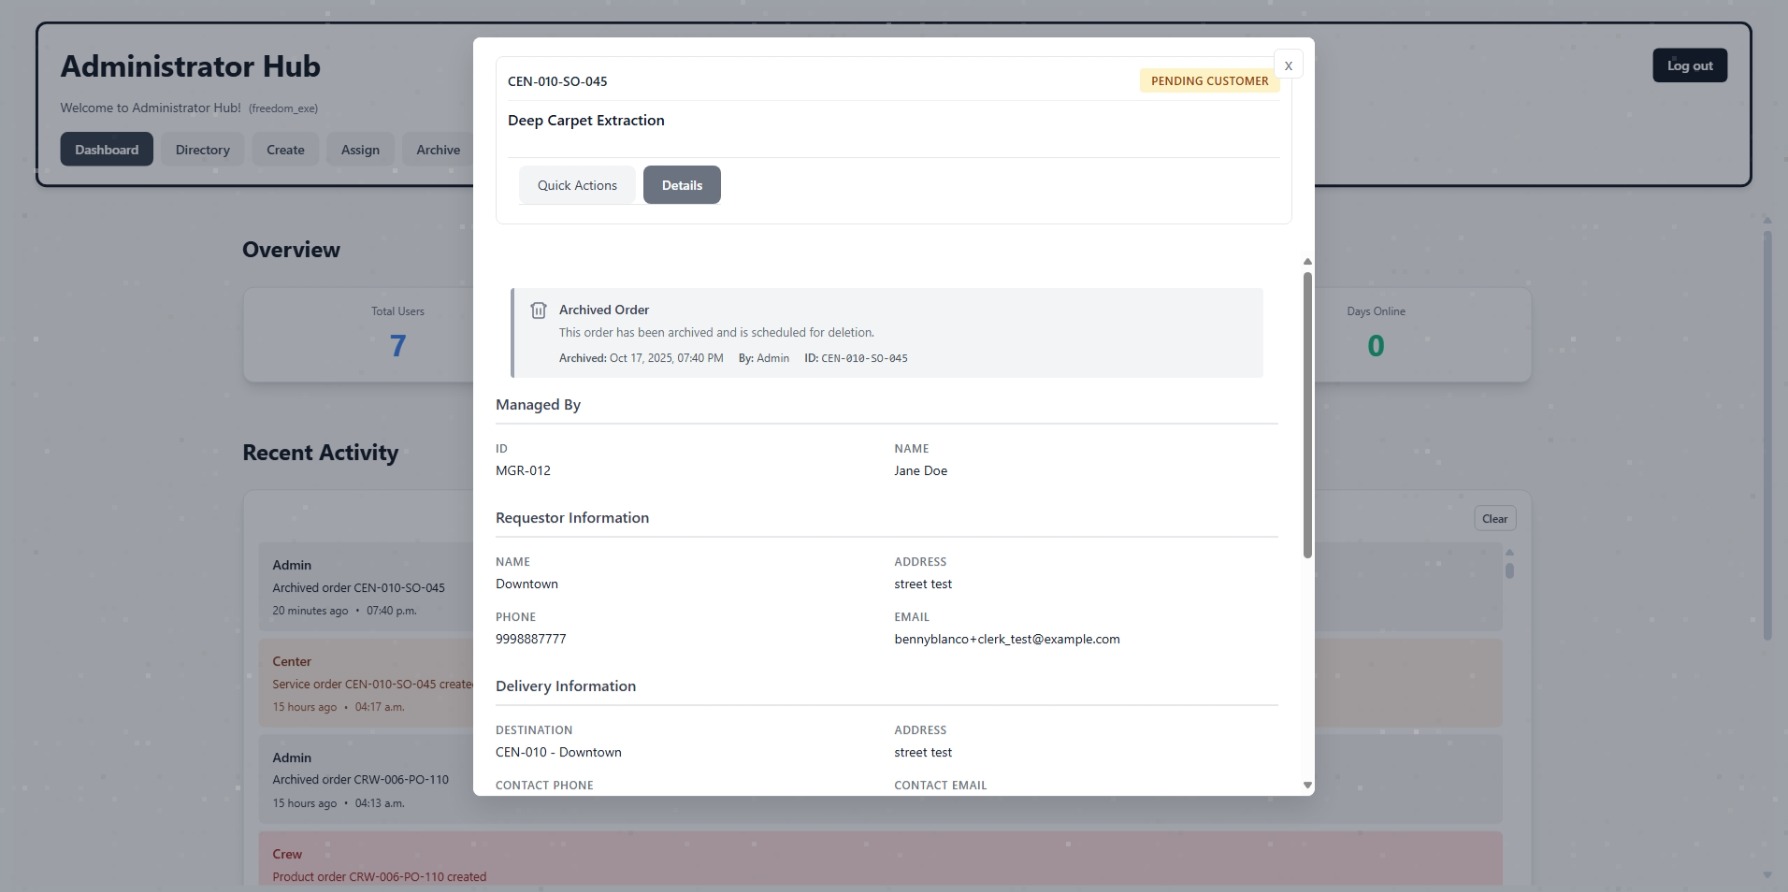 Administrator Hub
Log out
Welcome to Administrator Hub! (freedom_exe)
Dashboard Directory Create Assign Archive
Overview
Total Users
7
Days Online
0
Recent Activity
Clear
Admin
Archived order CEN-010-SO-045
20 minutes ago • 07:40 p.m.
Center
Service order CEN-010-SO-045 create
15 hours ago • 04:17 a.m.
Admin
Archived order CRW-006-PO-110
15 hours ago • 04:13 a.m.
Crew
Product order CRW-006-PO-110 created
X
CEN-010-SO-045 PENDING CUSTOMER
Deep Carpet Extraction
Quick Actions Details
Archived Order
This order has been archived and is scheduled for deletion.
Archived: Oct 17, 2025, 07:40 PM By: Admin ID: CEN-010-SO-045
Managed By
ID NAME
MGR-012 Jane Doe
Requestor Information
NAME ADDRESS
Downtown street test
PHONE EMAIL
9998887777 bennyblanco+clerk_test@example.com
Delivery Information
DESTINATION ADDRESS
CEN-010 - Downtown street test
CONTACT PHONE CONTACT EMAIL